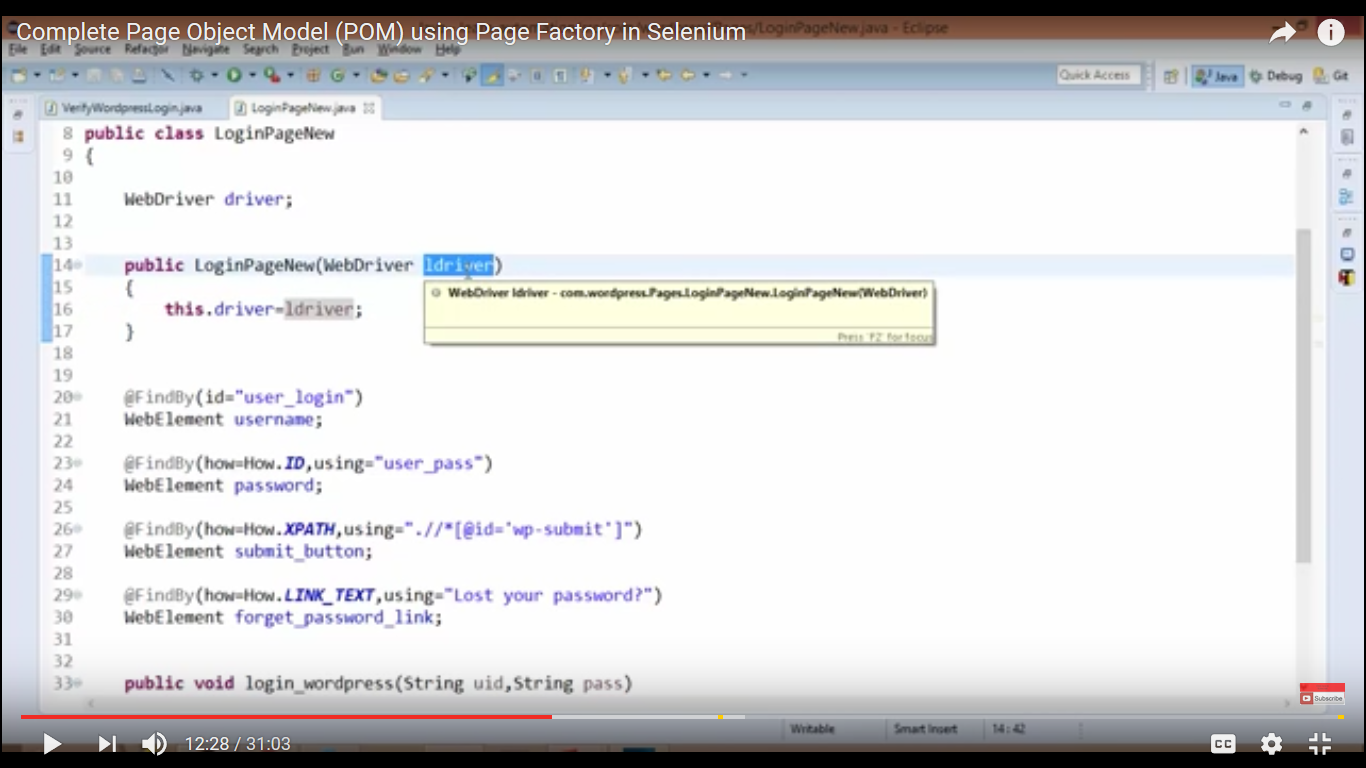 Complete Page Object Model (POM) using Page Factory in Selenium
/LoginPageNew.java - Eclipse
File Edit Source Refactor Navigate Search Project Run Window Help
Quick Access Java Debug Git
VerifyWordpressLogin.java LoginPageNew.java
8 public class LoginPageNew
9 {
10
11 WebDriver driver;
12
13
14 public LoginPageNew(WebDriver ldriver)
15 {
WebDriver ldriver - com.wordpress.Pages.LoginPageNew.LoginPageNew(WebDriver)
16 this.driver=ldriver;
17 }
Press 'F2' for focus
18
19
20 @FindBy(id="user_login")
21 WebElement username;
22
23 @FindBy(how=How.ID,using="user_pass")
24 WebElement password;
25
26 @FindBy(how=How.XPATH,using=".//*[@id='wp-submit']")
27 WebElement submit_button;
28
29 @FindBy(how=How.LINK_TEXT,using="Lost your password?")
30 WebElement forget_password_link;
31
32
33 public void login_wordpress(String uid,String pass)
Subscribe
Writable Smart Insert 14:42
12:28 / 31:03
CC